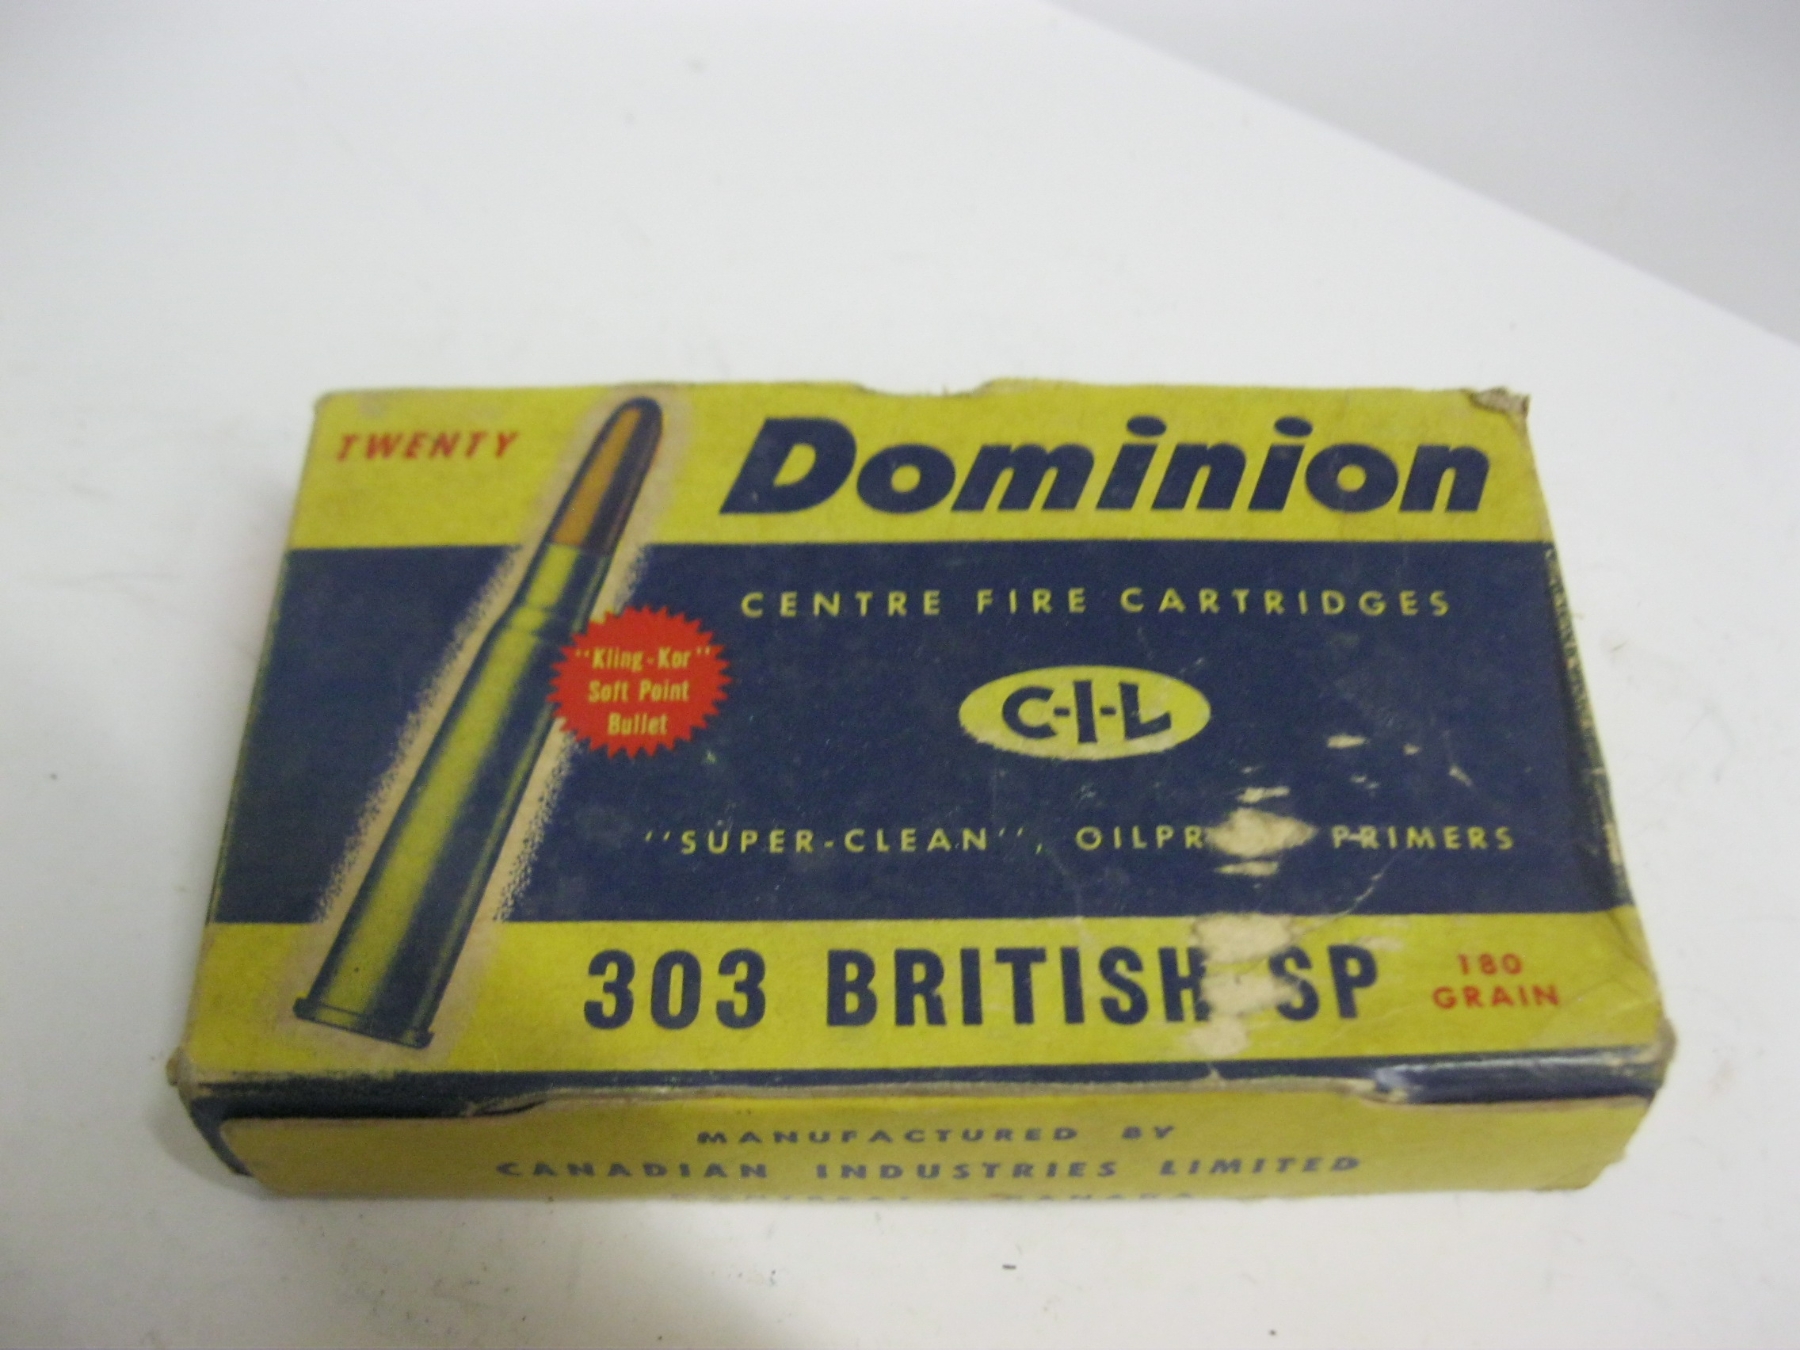 TWENTY
Dominion
CENTRE FIRE CARTRIDGES
"Kling-Kor"
Soft Point
Bullet
C-I-L
"SUPER-CLEAN", PRIMERS
303 BRITISH SP
180
GRAIN
MANUFACTURED BY
CANADIAN INDUSTRIES LIMITED
CANADA